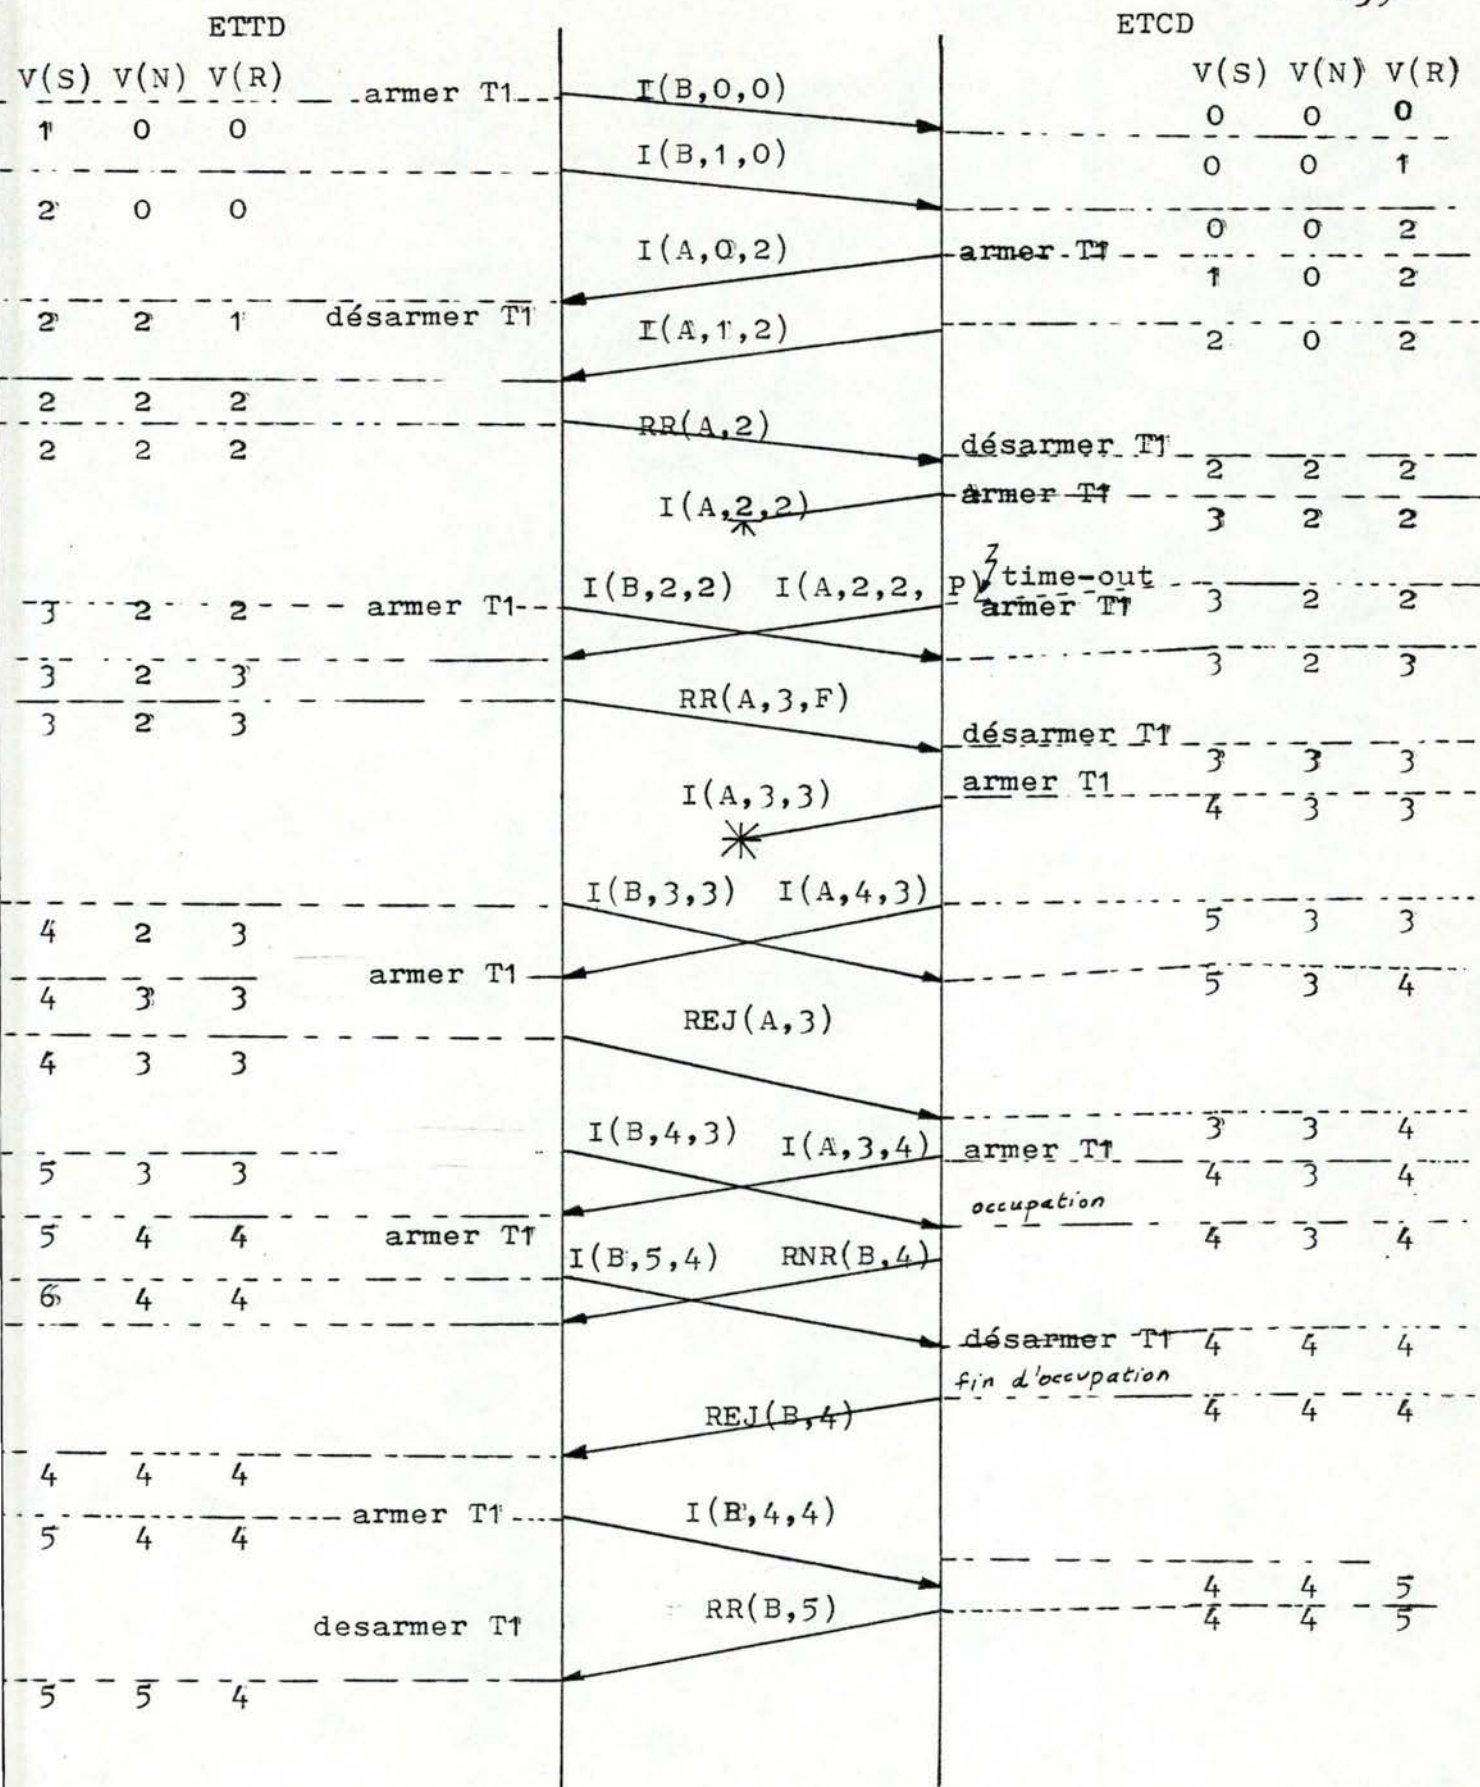 ETTD ETCD
V(S) V(N) V(R) V(S) V(N) V(R)
armer T1 I(B,0,0) 0 0 0
1 0 0
I(B,1,0) 0 0 1
2 0 0
0 0 2
I(A,0,2) armer T1
1 0 2
2 2 1 désarmer T1
I(A,1,2) 2 0 2
2 2 2
RR(A,2) désarmer T1
2 2 2 2 2 2
I(A,2,2) armer T1
3 2 2
I(B,2,2) I(A,2,2, P) time-out
3 2 2 armer T1 armer T1 3 2 2
3 2 3 3 2 3
3 2 3 RR(A,3,F)
désarmer T1
3 3 3
I(A,3,3) armer T1
4 3 3
I(B,3,3) I(A,4,3)
4 2 3 5 3 3
armer T1
4 3 3 5 3 4
REJ(A,3)
4 3 3
3 3 4
I(B,4,3) I(A,3,4) armer T1
5 3 3 4 3 4
occupation
5 4 4 armer T1 4 3 4
I(B,5,4) RNR(B,4)
6 4 4
désarmer T1 4 4 4
fin d'occupation
REJ(B,4) 4 4 4
4 4 4
armer T1 I(B,4,4)
5 4 4
4 4 5
desarmer T1 RR(B,5) 4 4 5
5 5 4